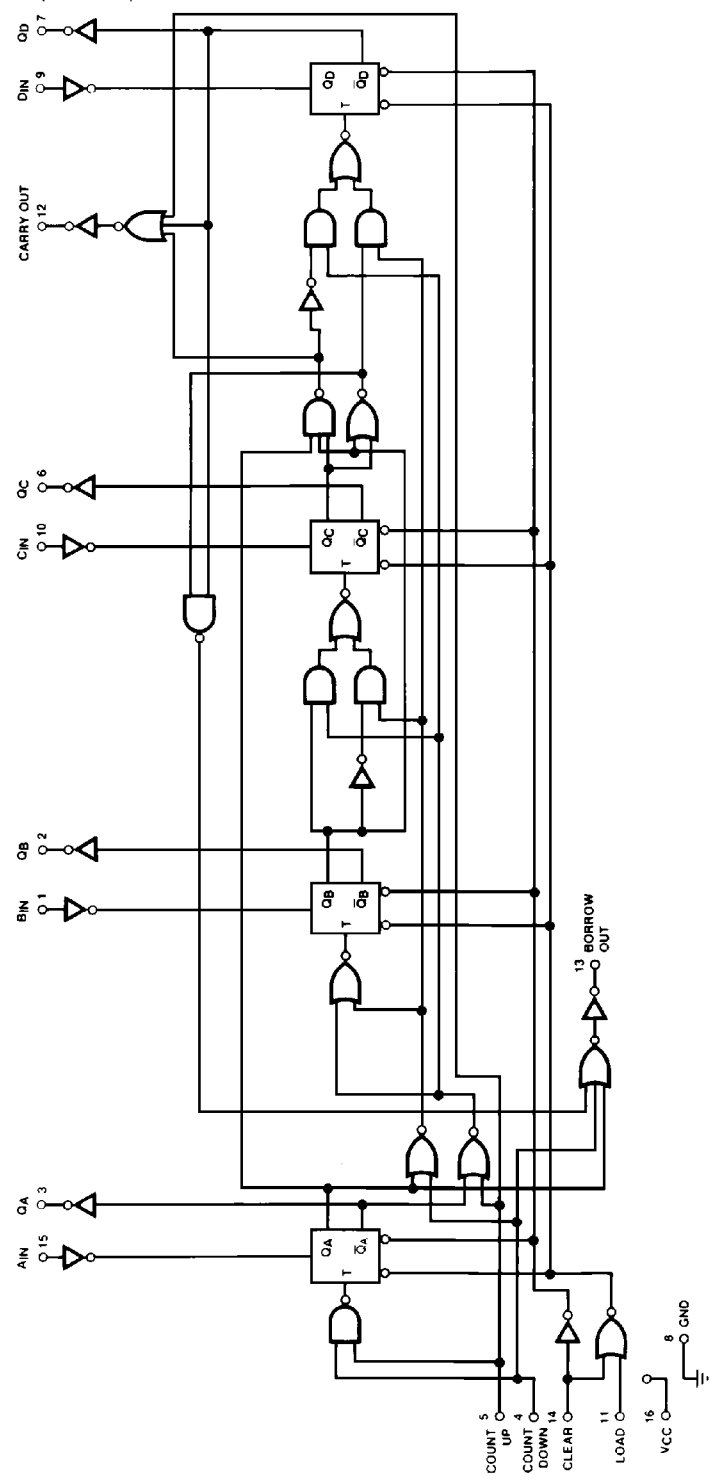 QD 7
DIN 9
CARRY OUT 12
QD
Q̅D
T
QC 6
CIN 10
QC
Q̅C
T
QB 2
BIN 1
QB
Q̅B
T
13 BORROW
OUT
QA 3
AIN 15
QA
Q̅A
T
COUNT 5
UP
COUNT 4
DOWN
CLEAR 14
LOAD 11
VCC 16
8 GND